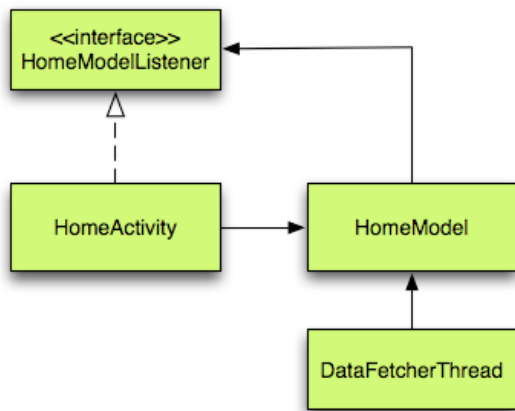 <<interface>>
HomeModelListener
HomeActivity
HomeModel
DataFetcherThread